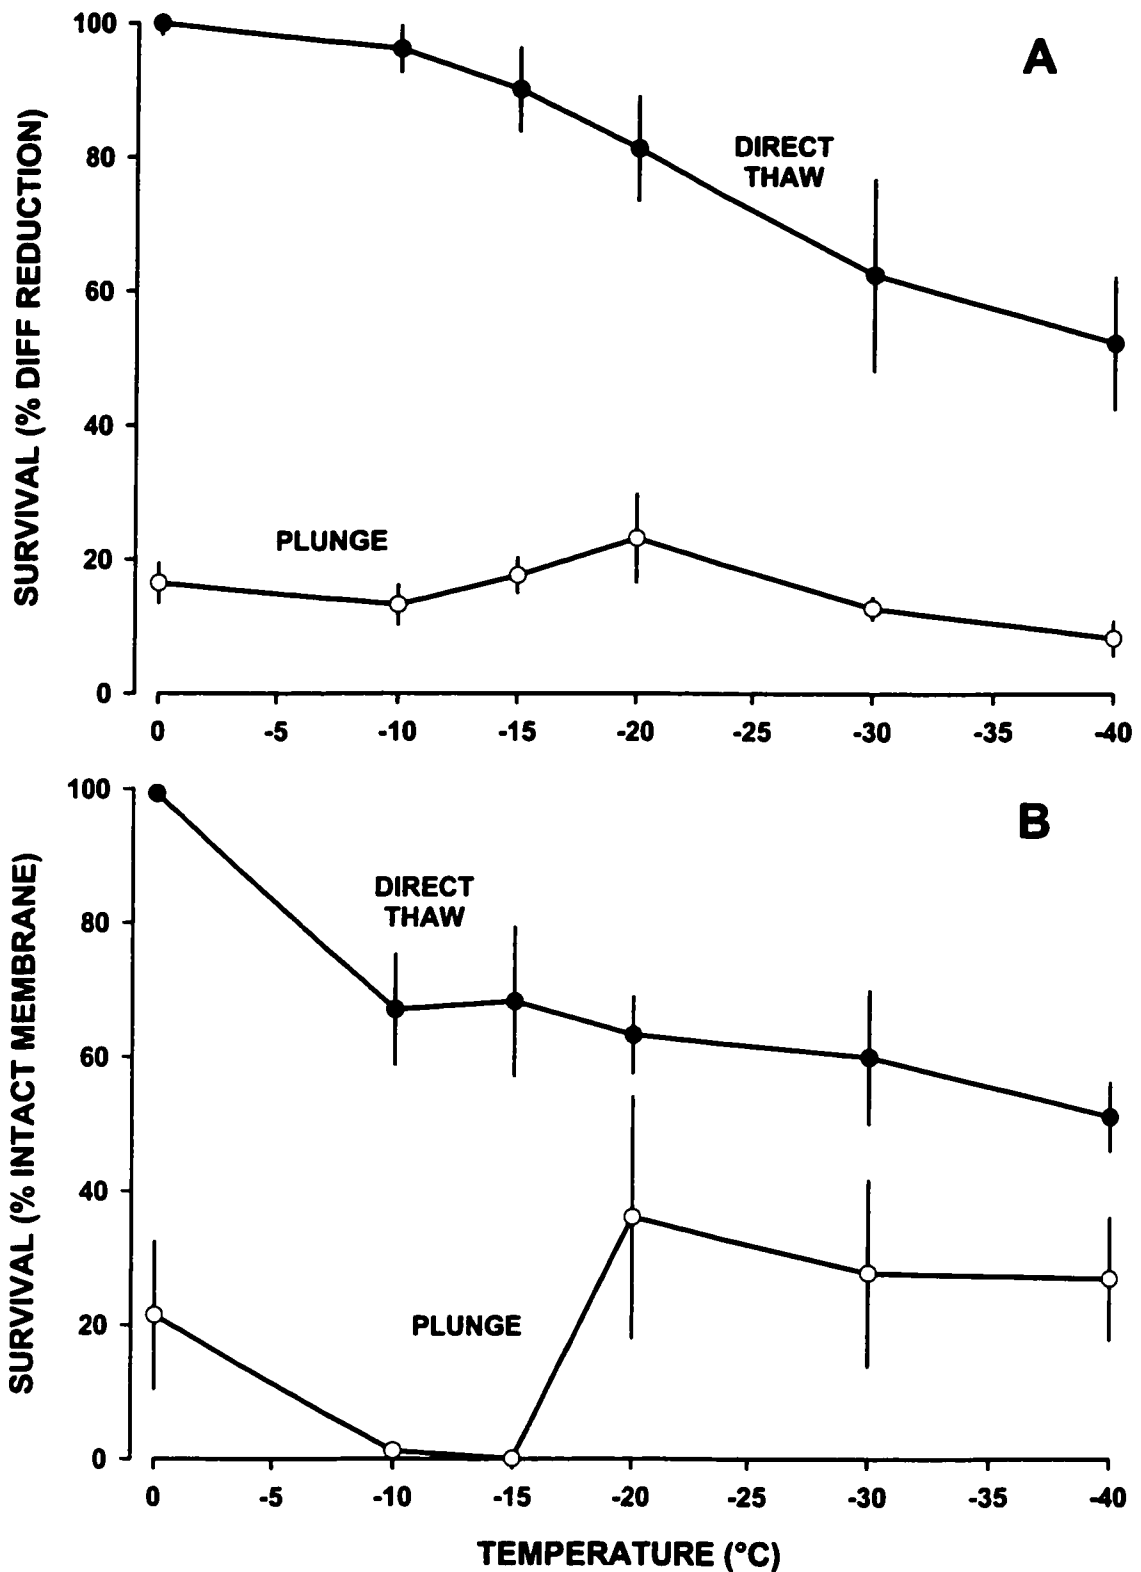 A
SURVIVAL (% DIFF REDUCTION)
100
80
60
40
20
0
DIRECT
THAW
PLUNGE
0 -5 -10 -15 -20 -25 -30 -35 -40
B
SURVIVAL (% INTACT MEMBRANE)
100
80
60
40
20
0
DIRECT
THAW
PLUNGE
0 -5 -10 -15 -20 -25 -30 -35 -40
TEMPERATURE (°C)